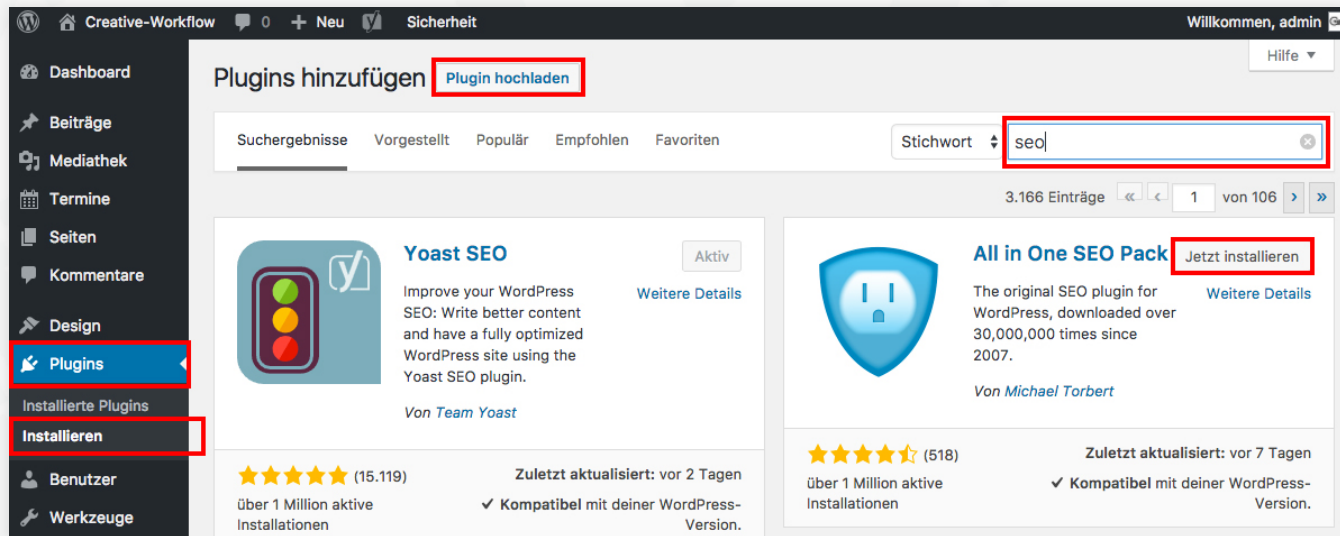 Creative-Workflow 0 + Neu Sicherheit Willkommen, admin
Hilfe ▼
Dashboard
Beiträge
Mediathek
Termine
Seiten
Kommentare
Design
Plugins
Installierte Plugins
Installieren
Benutzer
Werkzeuge
Plugins hinzufügen Plugin hochladen
Suchergebnisse Vorgestellt Populär Empfohlen Favoriten Stichwort seo
3.166 Einträge « ‹ 1 von 106 › »
Yoast SEO
Aktiv
Weitere Details
Improve your WordPress
SEO: Write better content
and have a fully optimized
WordPress site using the
Yoast SEO plugin.
Von Team Yoast
(15.119)
über 1 Million aktive
Installationen
Zuletzt aktualisiert: vor 2 Tagen
✓ Kompatibel mit deiner WordPress-
Version.
All in One SEO Pack
Jetzt installieren
Weitere Details
The original SEO plugin for
WordPress, downloaded over
30,000,000 times since
2007.
Von Michael Torbert
(518)
über 1 Million aktive
Installationen
Zuletzt aktualisiert: vor 7 Tagen
✓ Kompatibel mit deiner WordPress-
Version.